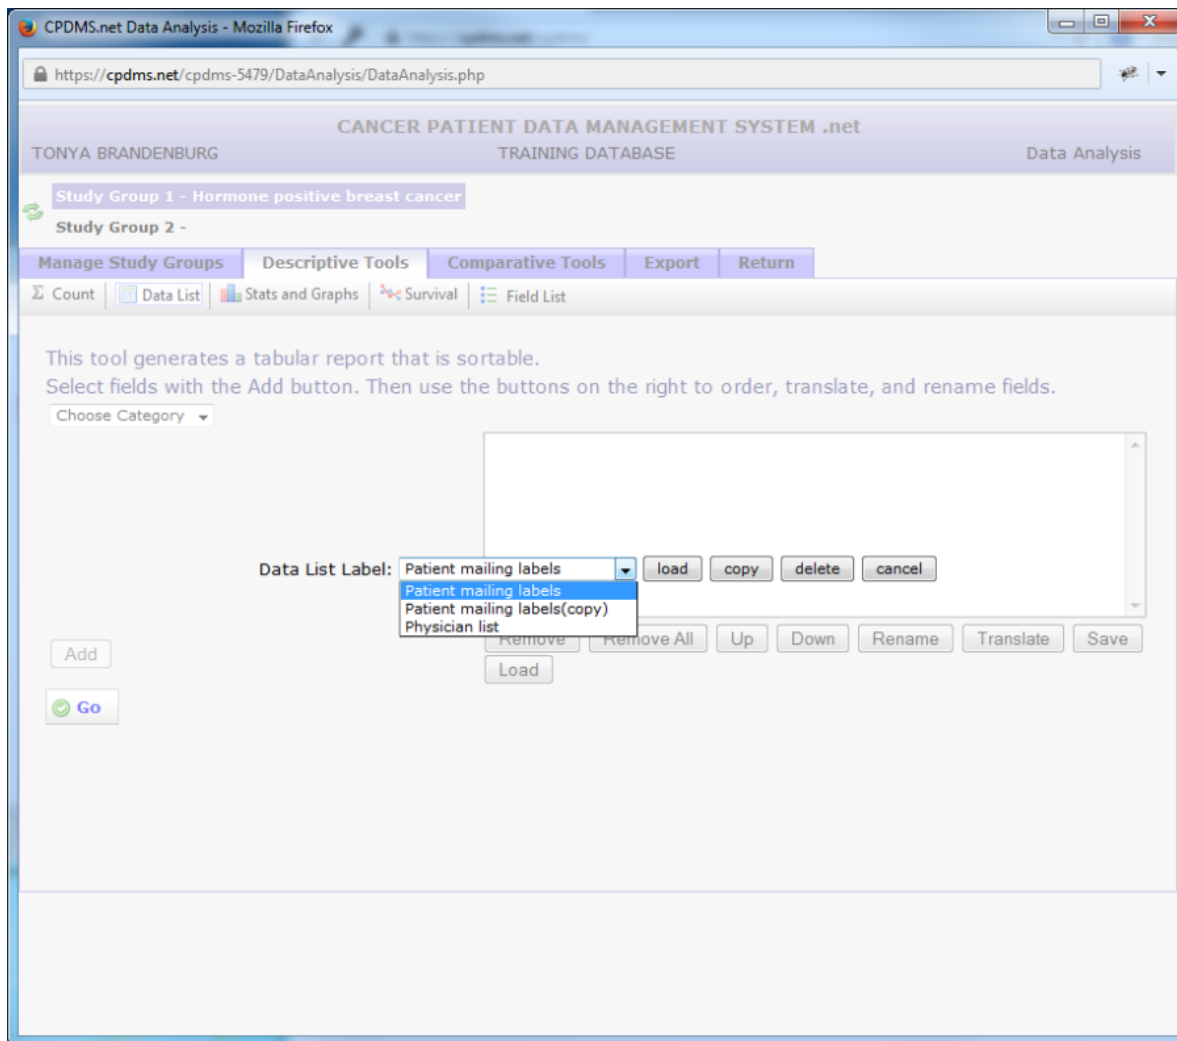 CPDMS.net Data Analysis - Mozilla Firefox
https://cpdms.net/cpdms-5479/DataAnalysis/DataAnalysis.php
CANCER PATIENT DATA MANAGEMENT SYSTEM .net
TONYA BRANDENBURG TRAINING DATABASE Data Analysis
Study Group 1 - Hormone positive breast cancer
Study Group 2 -
Manage Study Groups Descriptive Tools Comparative Tools Export Return
Σ Count Data List Stats and Graphs Survival Field List
This tool generates a tabular report that is sortable.
Select fields with the Add button. Then use the buttons on the right to order, translate, and rename fields.
Choose Category
Data List Label: Patient mailing labels load copy delete cancel
Patient mailing labels
Patient mailing labels(copy)
Physician list
Remove Remove All Up Down Rename Translate Save
Add
Load
Go